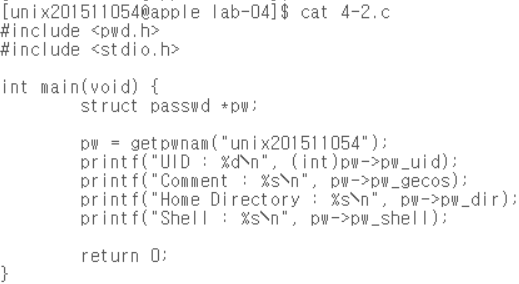 [unix201511054@apple lab-04]$ cat 4-2.c
#include <pwd.h>
#include <stdio.h>
int main(void) {
struct passwd *pw;
pw = getpwnam("unix201511054");
printf("UID : %d\n", (int)pw->pw_uid);
printf("Comment : %s\n", pw->pw_gecos);
printf("Home Directory : %s\n", pw->pw_dir);
printf("Shell : %s\n", pw->pw_shell);
return 0;
}